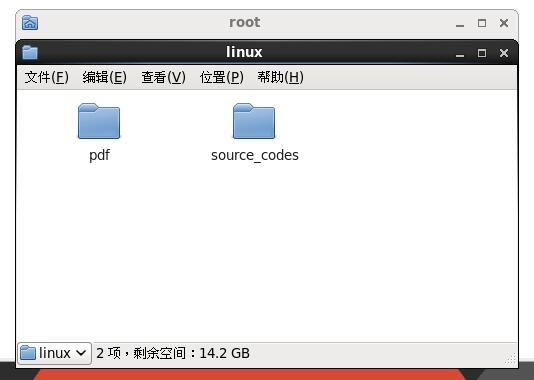 root
linux
文件(F) 编辑(E) 查看(V) 位置(P) 帮助(H)
pdf source_codes
linux 2 项，剩余空间：14.2 GB